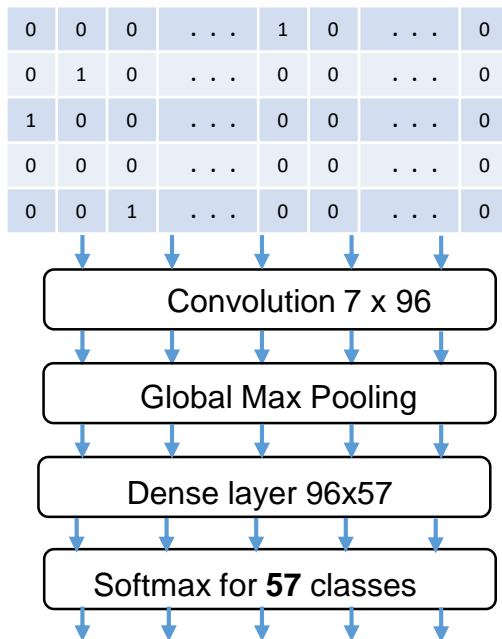 0 0 0 . . . 1 0 . . . 0
0 1 0 . . . 0 0 . . . 0
1 0 0 . . . 0 0 . . . 0
0 0 0 . . . 0 0 . . . 0
0 0 1 . . . 0 0 . . . 0
Convolution 7 x 96
Global Max Pooling
Dense layer 96x57
Softmax for 57 classes